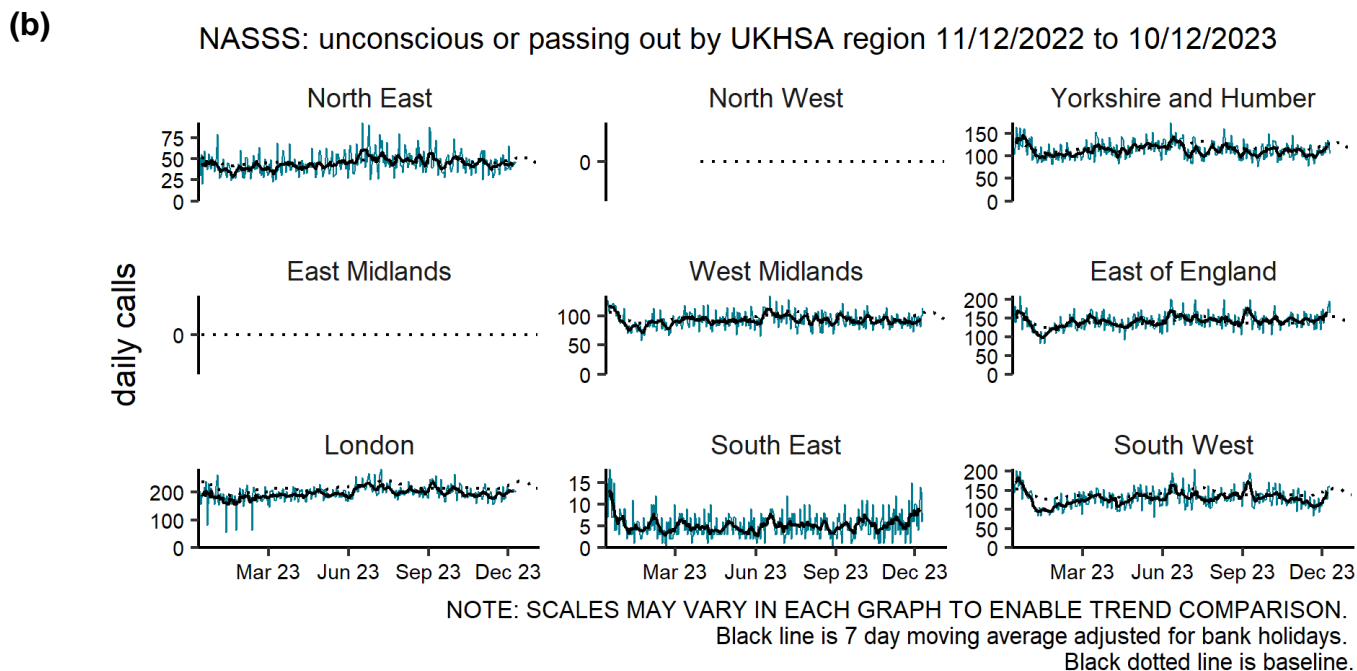 (b)
NASSS: unconscious or passing out by UKHSA region 11/12/2022 to 10/12/2023
North East
North West
Yorkshire and Humber
75
50
25
0
0
150
100
50
0
East Midlands
West Midlands
East of England
daily calls
0
100
50
0
200
150
100
50
0
London
South East
South West
200
100
0
15
10
5
0
200
150
100
50
0
Mar 23 Jun 23 Sep 23 Dec 23
Mar 23 Jun 23 Sep 23 Dec 23
Mar 23 Jun 23 Sep 23 Dec 23
NOTE: SCALES MAY VARY IN EACH GRAPH TO ENABLE TREND COMPARISON.
Black line is 7 day moving average adjusted for bank holidays.
Black dotted line is baseline.